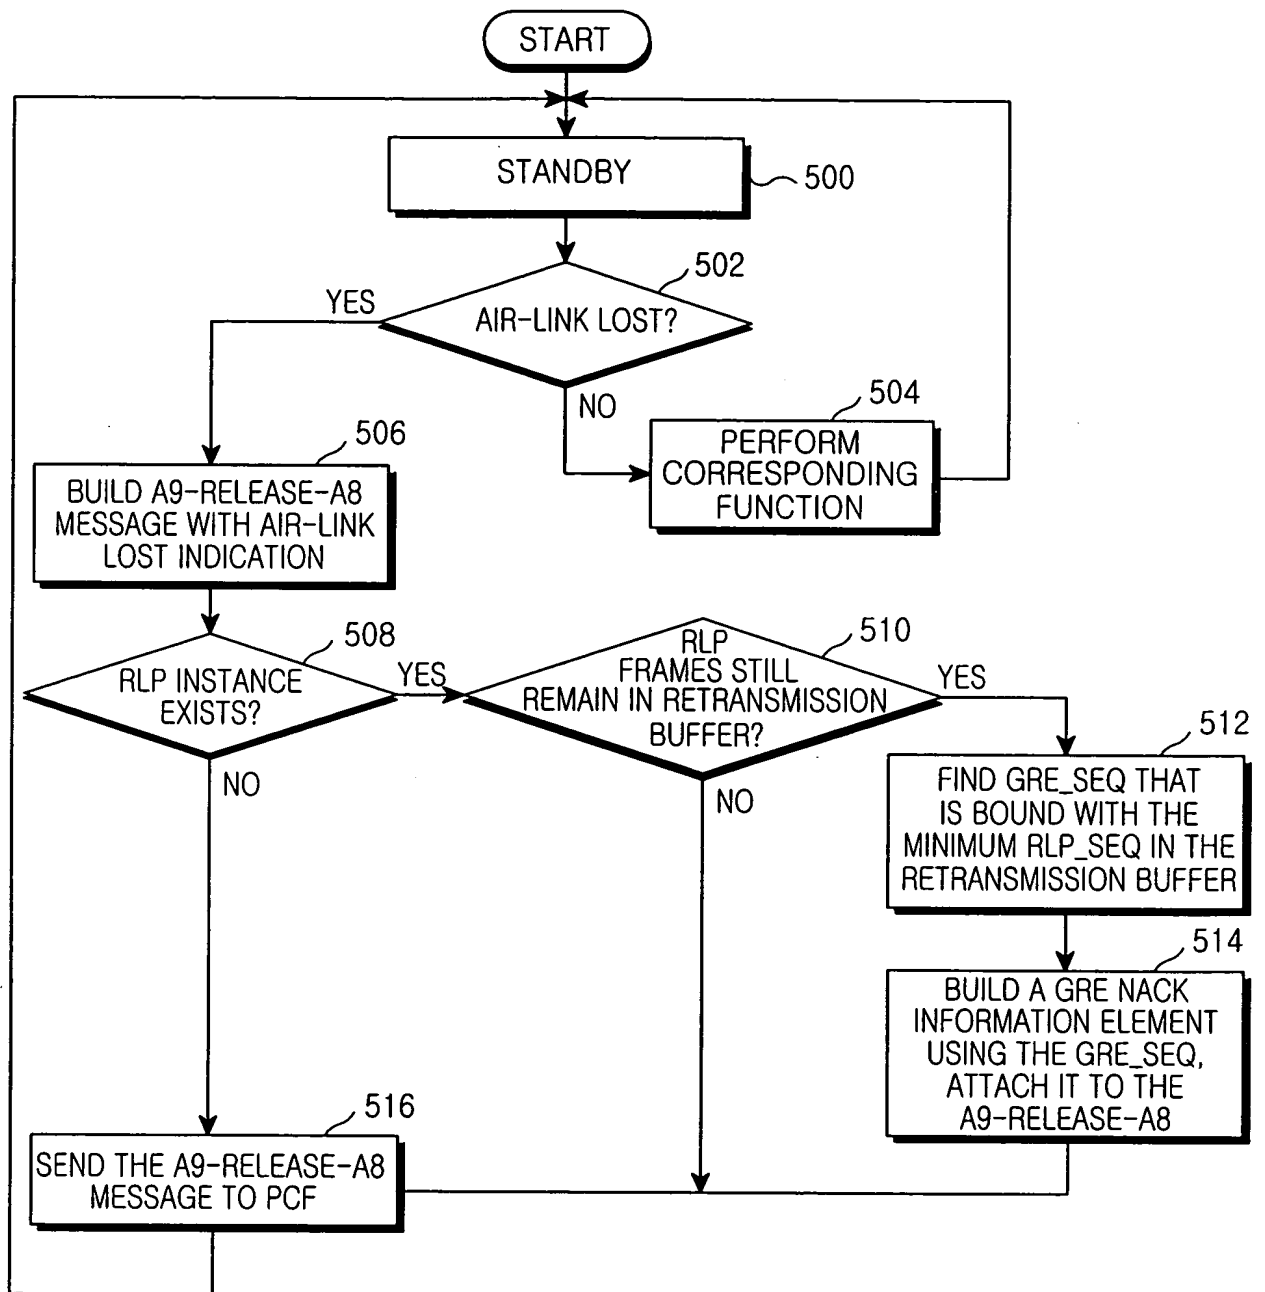 START
STANDBY
500
502
YES
AIR-LINK LOST?
NO
504
PERFORM
CORRESPONDING
FUNCTION
506
BUILD A9-RELEASE-A8
MESSAGE WITH AIR-LINK
LOST INDICATION
508
RLP INSTANCE
EXISTS?
YES
NO
510
RLP
FRAMES STILL
REMAIN IN RETRANSMISSION
BUFFER?
YES
NO
512
FIND GRE_SEQ THAT
IS BOUND WITH THE
MINIMUM RLP_SEQ IN THE
RETRANSMISSION BUFFER
514
BUILD A GRE NACK
INFORMATION ELEMENT
USING THE GRE_SEQ,
ATTACH IT TO THE
A9-RELEASE-A8
516
SEND THE A9-RELEASE-A8
MESSAGE TO PCF